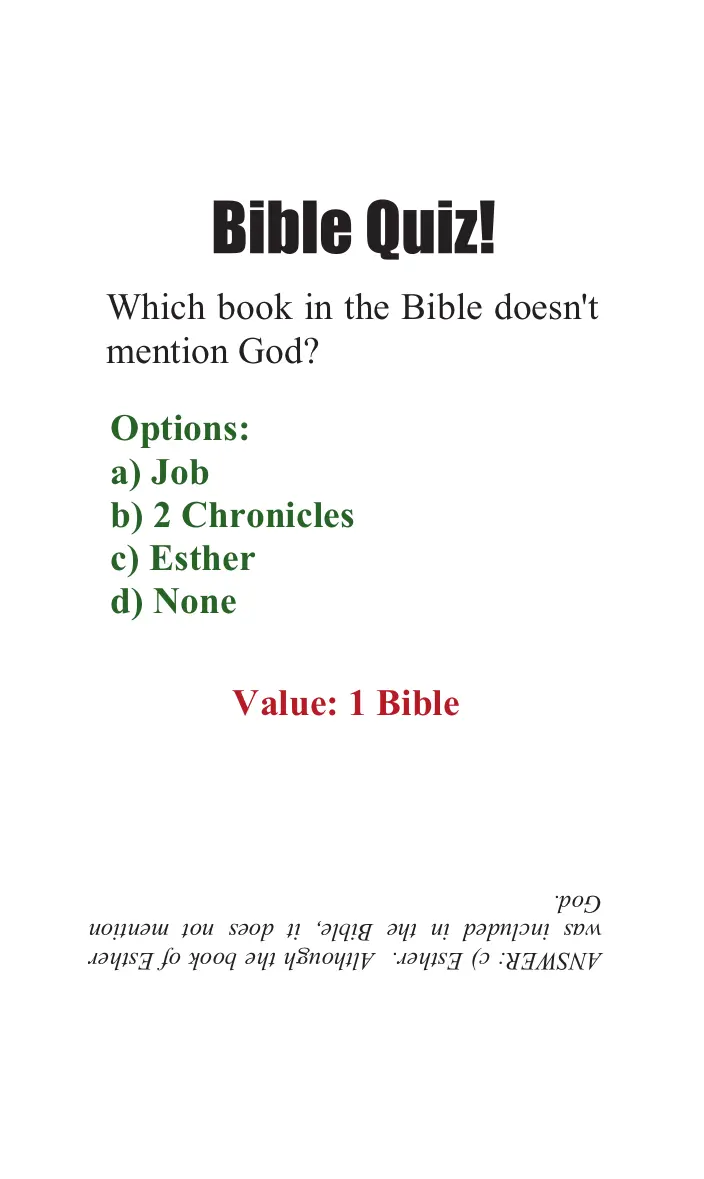 Bible Quiz!
Which book in the Bible doesn't
mention God?
Options:
a) Job
b) 2 Chronicles
c) Esther
d) None
Value: 1 Bible
ANSWER: c) Esther. Although the book of Esther
was included in the Bible, it does not mention
God.